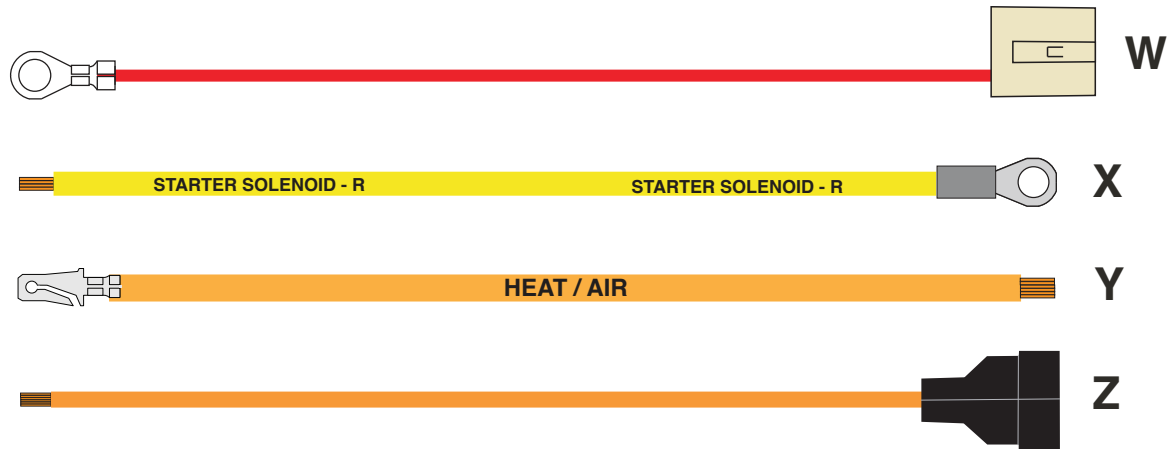 W
STARTER SOLENOID - R STARTER SOLENOID - R X
HEAT / AIR Y
Z